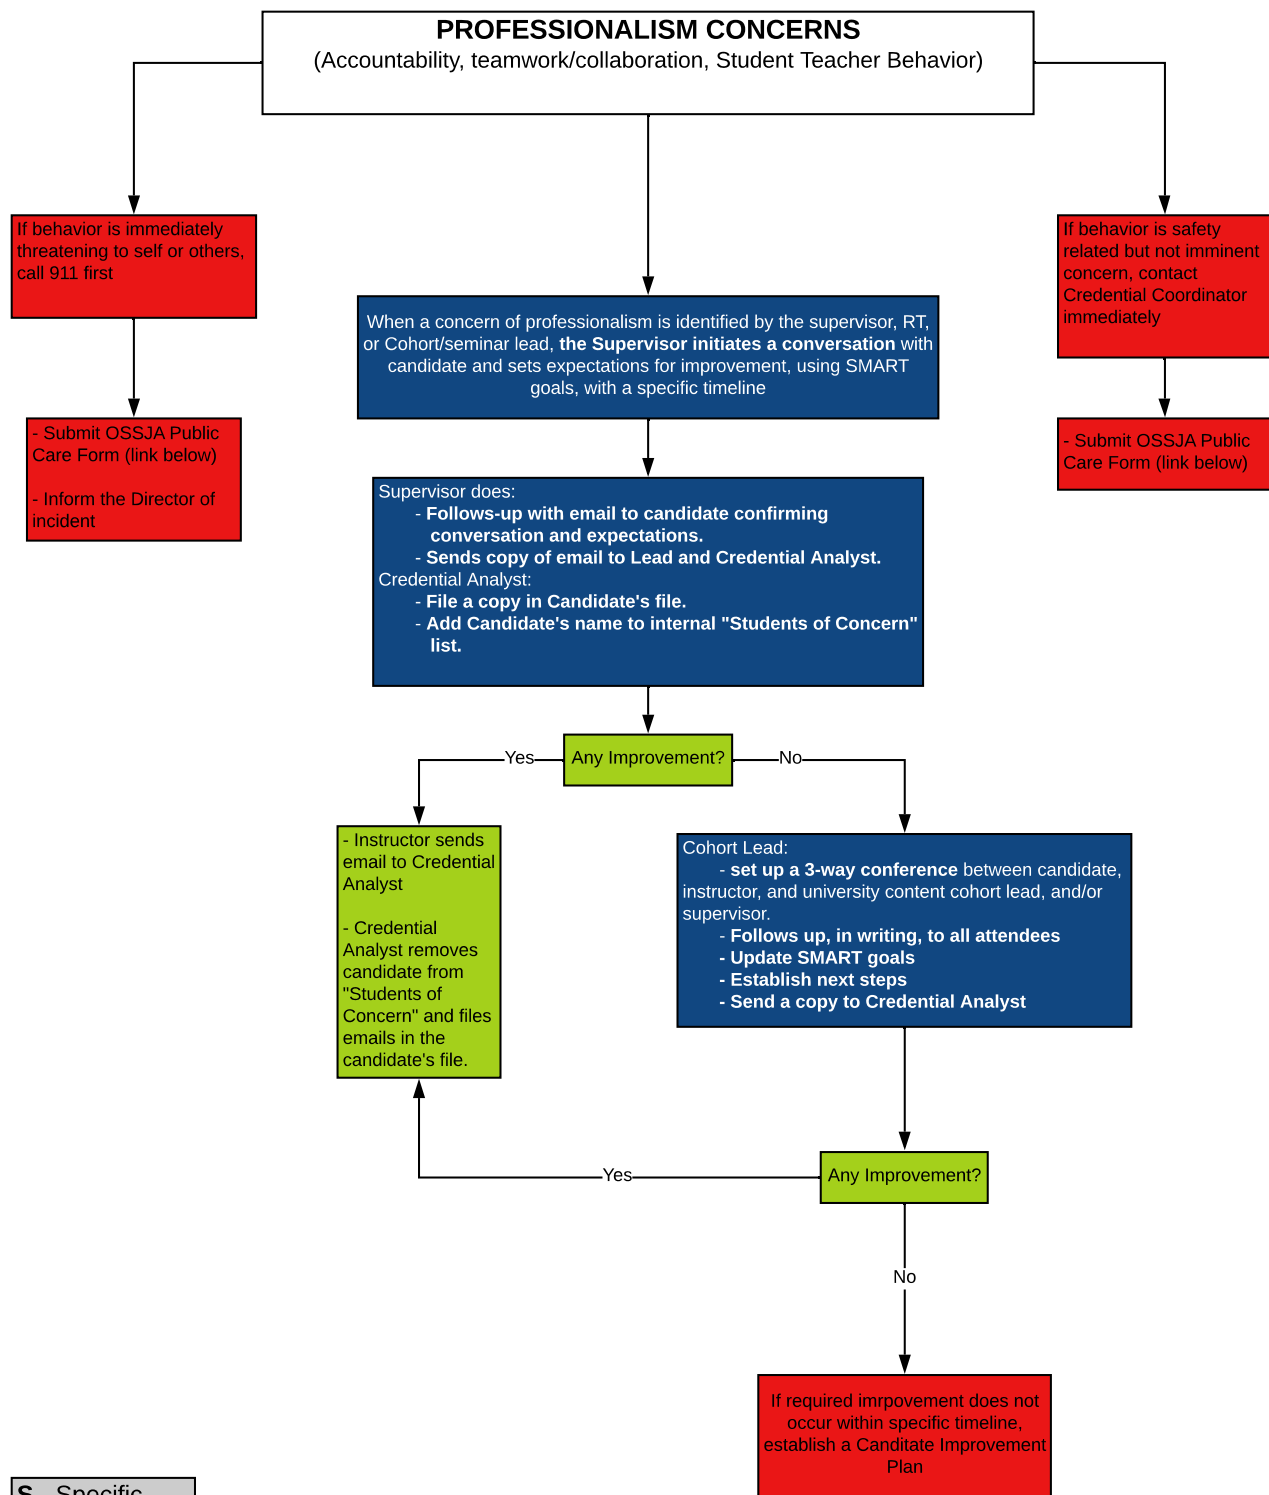 PROFESSIONALISM CONCERNS
(Accountability, teamwork/collaboration, Student Teacher Behavior)
If behavior is immediately
threatening to self or others,
call 911 first
If behavior is safety
related but not imminent
concern, contact
Credential Coordinator
immediately
When a concern of professionalism is identified by the supervisor, RT,
or Cohort/seminar lead, the Supervisor initiates a conversation with
candidate and sets expectations for improvement, using SMART
goals, with a specific timeline
- Submit OSSJA Public
Care Form (link below)
- Inform the Director of
incident
- Submit OSSJA Public
Care Form (link below)
Supervisor does:
- Follows-up with email to candidate confirming
conversation and expectations.
- Sends copy of email to Lead and Credential Analyst.
Credential Analyst:
- File a copy in Candidate's file.
- Add Candidate's name to internal "Students of Concern"
list.
Any Improvement?
Yes
No
- Instructor sends
email to Credential
Analyst
- Credential
Analyst removes
candidate from
"Students of
Concern" and files
emails in the
candidate's file.
Cohort Lead:
- set up a 3-way conference between candidate,
instructor, and university content cohort lead, and/or
supervisor.
- Follows up, in writing, to all attendees
- Update SMART goals
- Establish next steps
- Send a copy to Credential Analyst
Any Improvement?
Yes
No
If required imrpovement does not
occur within specific timeline,
establish a Canditate Improvement
Plan
S - Specific